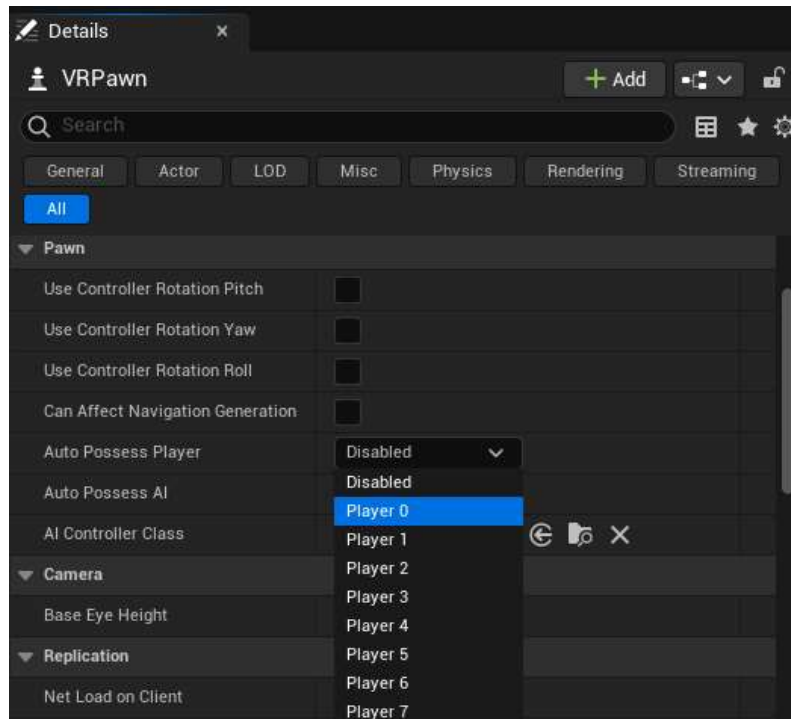 Details
VRPawn
Add
Search
General Actor LOD Misc Physics Rendering Streaming
All
Pawn
Use Controller Rotation Pitch
Use Controller Rotation Yaw
Use Controller Rotation Roll
Can Affect Navigation Generation
Auto Possess Player Disabled
Disabled
Auto Possess AI
Player 0
AI Controller Class
Player 1
Camera
Player 2
Base Eye Height
Player 3
Player 4
Replication
Player 5
Net Load on Client
Player 6
Player 7